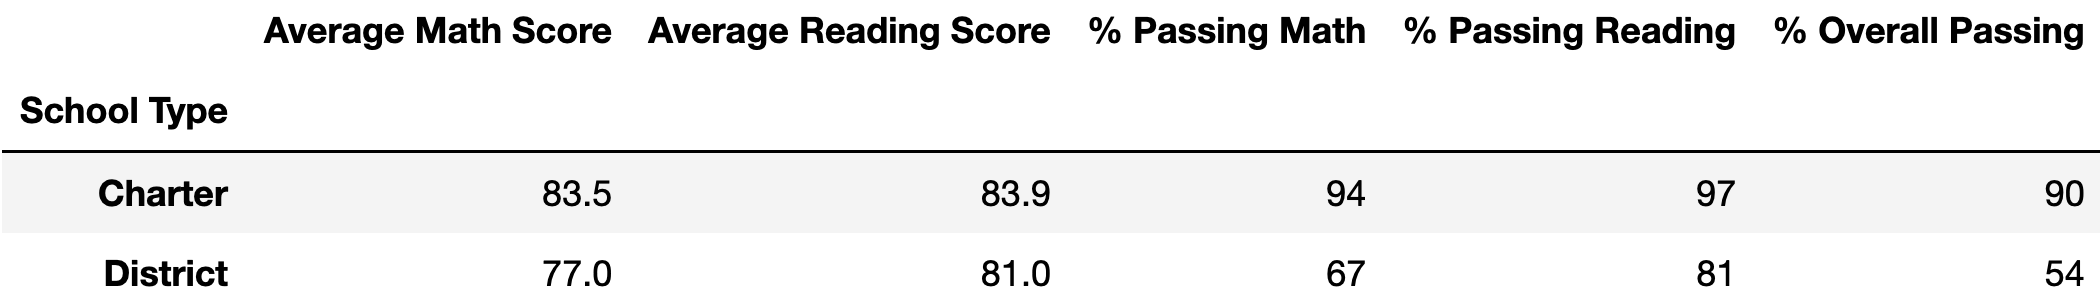 Average Math Score Average Reading Score % Passing Math % Passing Reading % Overall Passing
School Type
Charter 83.5 83.9 94 97 90
District 77.0 81.0 67 81 54